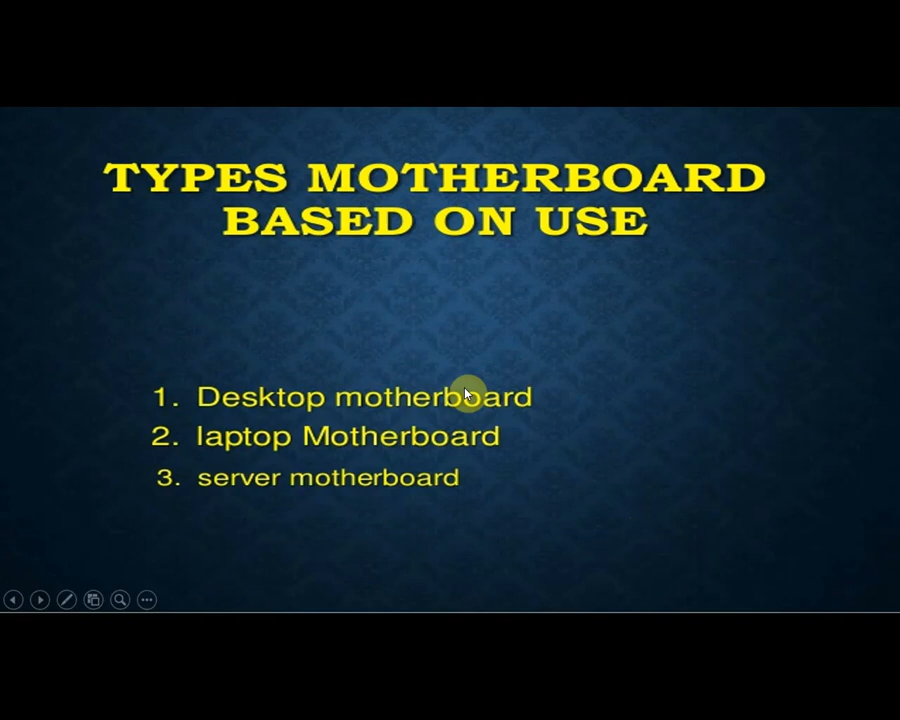 TYPES MOTHERBOARD
BASED ON USE
1. Desktop motherboard
2. laptop Motherboard
3. server motherboard